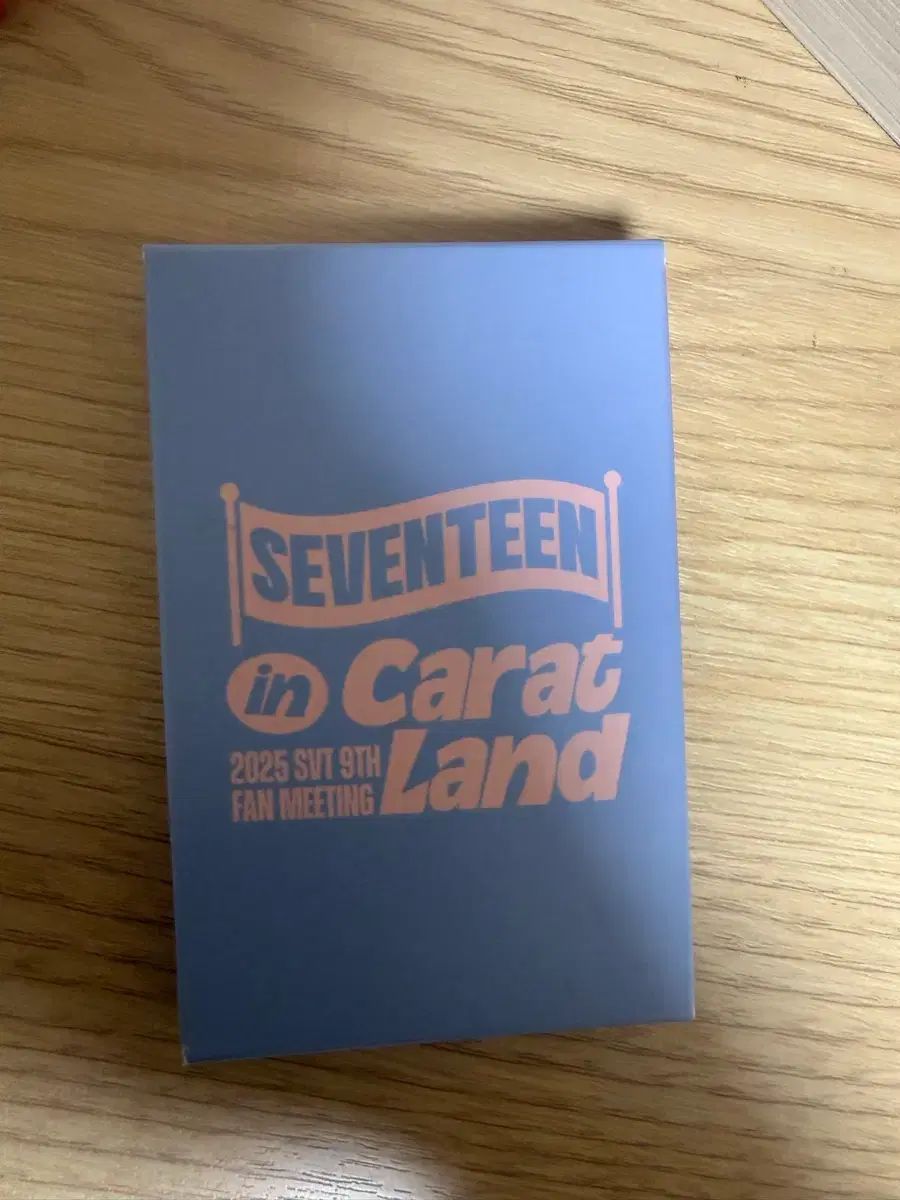 SEVENTEEN
in Carat
2025 SVT 9TH
FAN MEETING
Land